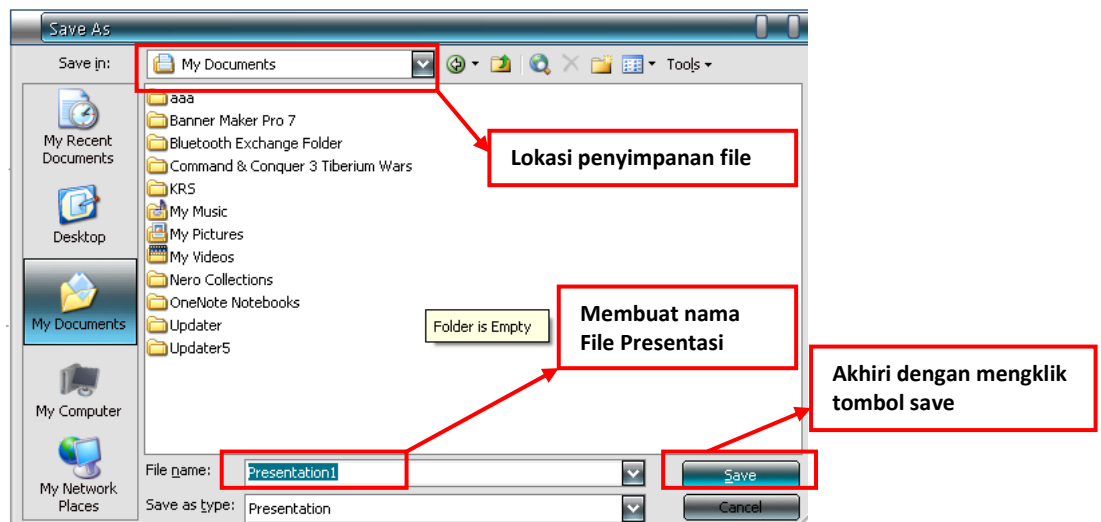 Save As
Save in:
My Documents
Tools
My Recent
Documents
Desktop
My Documents
My Computer
My Network
Places
aaa
Banner Maker Pro 7
Bluetooth Exchange Folder
Command & Conquer 3 Tiberium Wars
KRS
My Music
My Pictures
My Videos
Nero Collections
OneNote Notebooks
Updater
Updater5
Lokasi penyimpanan file
Folder is Empty
Membuat nama
File Presentasi
Akhiri dengan mengklik
tombol save
File name:
Presentation1
Save
Save as type:
Presentation
Cancel